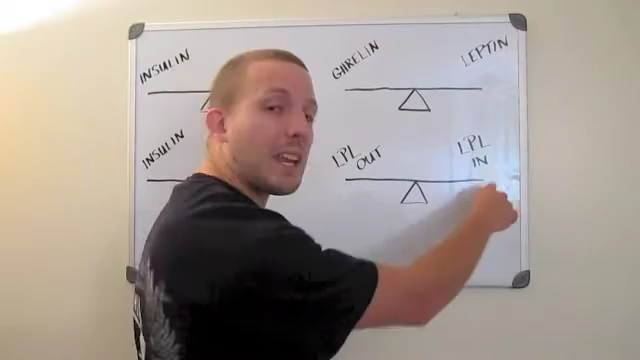 INSULIN
GHRELIN
LEPTIN
INSULIN
LPL
OUT
LPL
IN